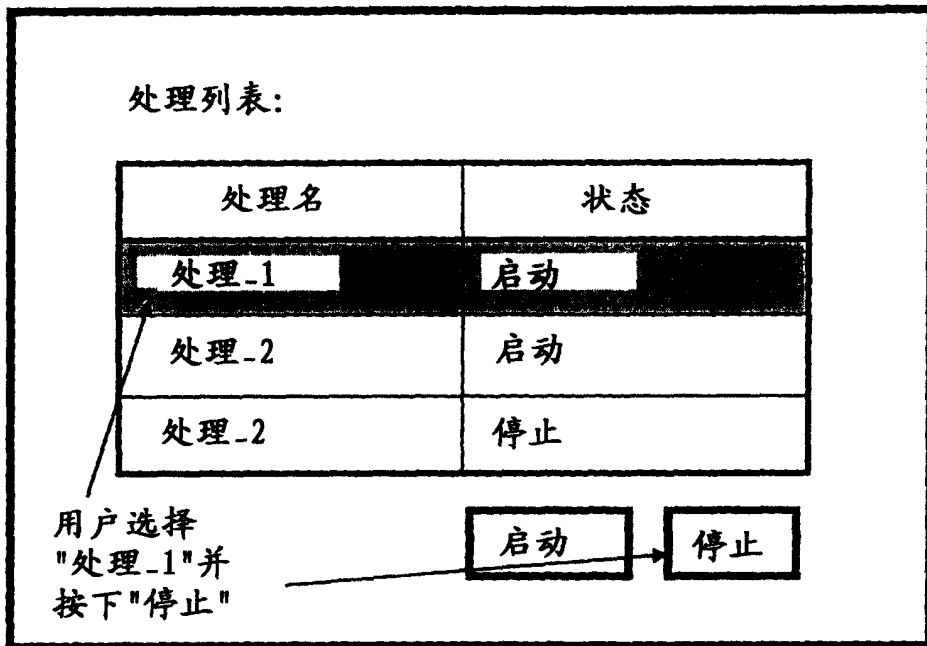 处理列表:
处理名 状态
处理_1 启动
处理_2 启动
处理_2 停止
用户选择
"处理_1"并
按下"停止"
启动 停止